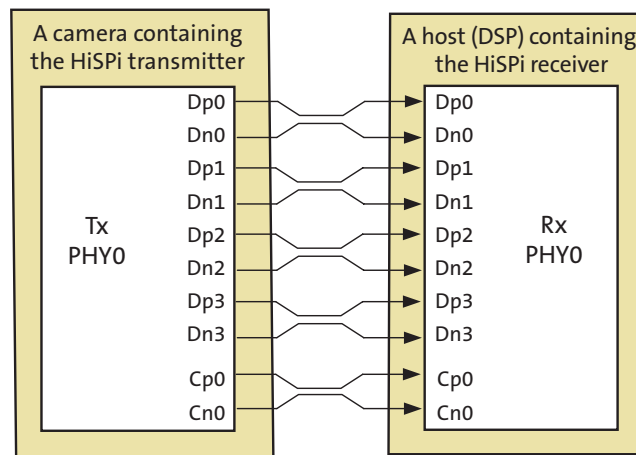 A camera containing
the HiSPi transmitter
A host (DSP) containing
the HiSPi receiver
Tx
PHY0
Dp0
Dn0
Dp1
Dn1
Dp2
Dn2
Dp3
Dn3
Cp0
Cn0
Dp0
Dn0
Dp1
Dn1
Dp2
Dn2
Dp3
Dn3
Cp0
Cn0
Rx
PHY0